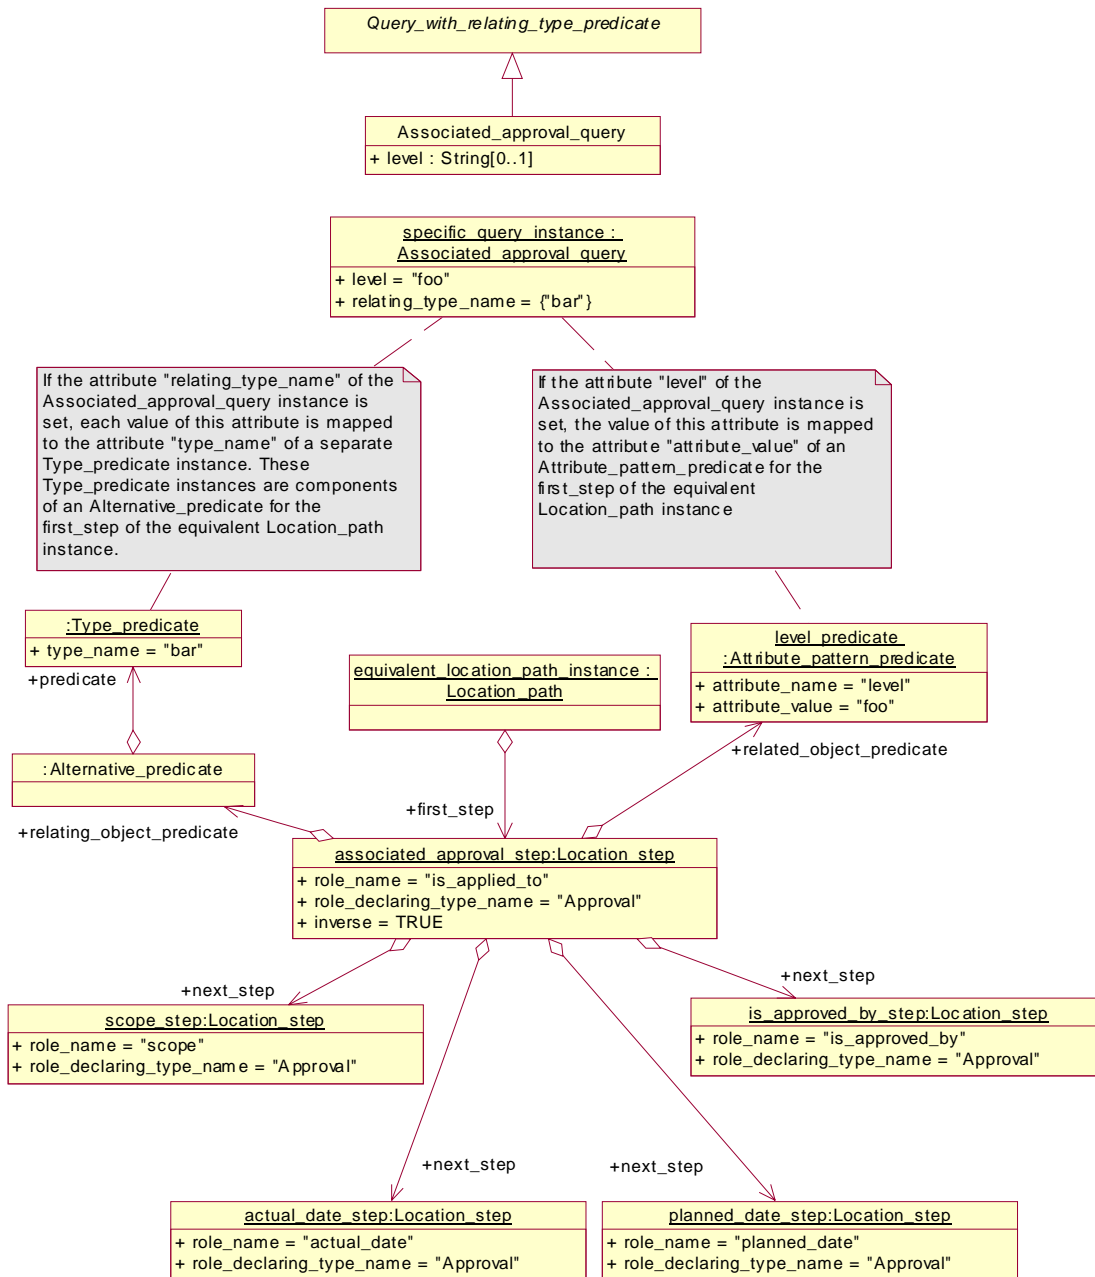 Query_with_relating_type_predicate
Associated_approval_query
+ level : String[0..1]
specific_query_instance :
Associated_approval_query
+ level = "foo"
+ relating_type_name = {"bar"}
If the attribute "relating_type_name" of the
Associated_approval_query instance is
set, each value of this attribute is mapped
to the attribute "type_name" of a separate
Type_predicate instance. These
Type_predicate instances are components
of an Alternative_predicate for the
first_step of the equivalent Location_path
instance.
If the attribute "level" of the
Associated_approval_query instance is
set, the value of this attribute is mapped
to the attribute "attribute_value" of an
Attribute_pattern_predicate for the
first_step of the equivalent
Location_path instance
:Type_predicate
+ type_name = "bar"
+predicate
equivalent_location_path_instance :
Location_path
level_predicate
:Attribute_pattern_predicate
+ attribute_name = "level"
+ attribute_value = "foo"
+related_object_predicate
:Alternative_predicate
+relating_object_predicate
+first_step
associated_approval_step:Location_step
+ role_name = "is_applied_to"
+ role_declaring_type_name = "Approval"
+ inverse = TRUE
+next_step
+next_step
scope_step:Location_step
+ role_name = "scope"
+ role_declaring_type_name = "Approval"
is_approved_by_step:Location_step
+ role_name = "is_approved_by"
+ role_declaring_type_name = "Approval"
+next_step
+next_step
actual_date_step:Location_step
+ role_name = "actual_date"
+ role_declaring_type_name = "Approval"
planned_date_step:Location_step
+ role_name = "planned_date"
+ role_declaring_type_name = "Approval"